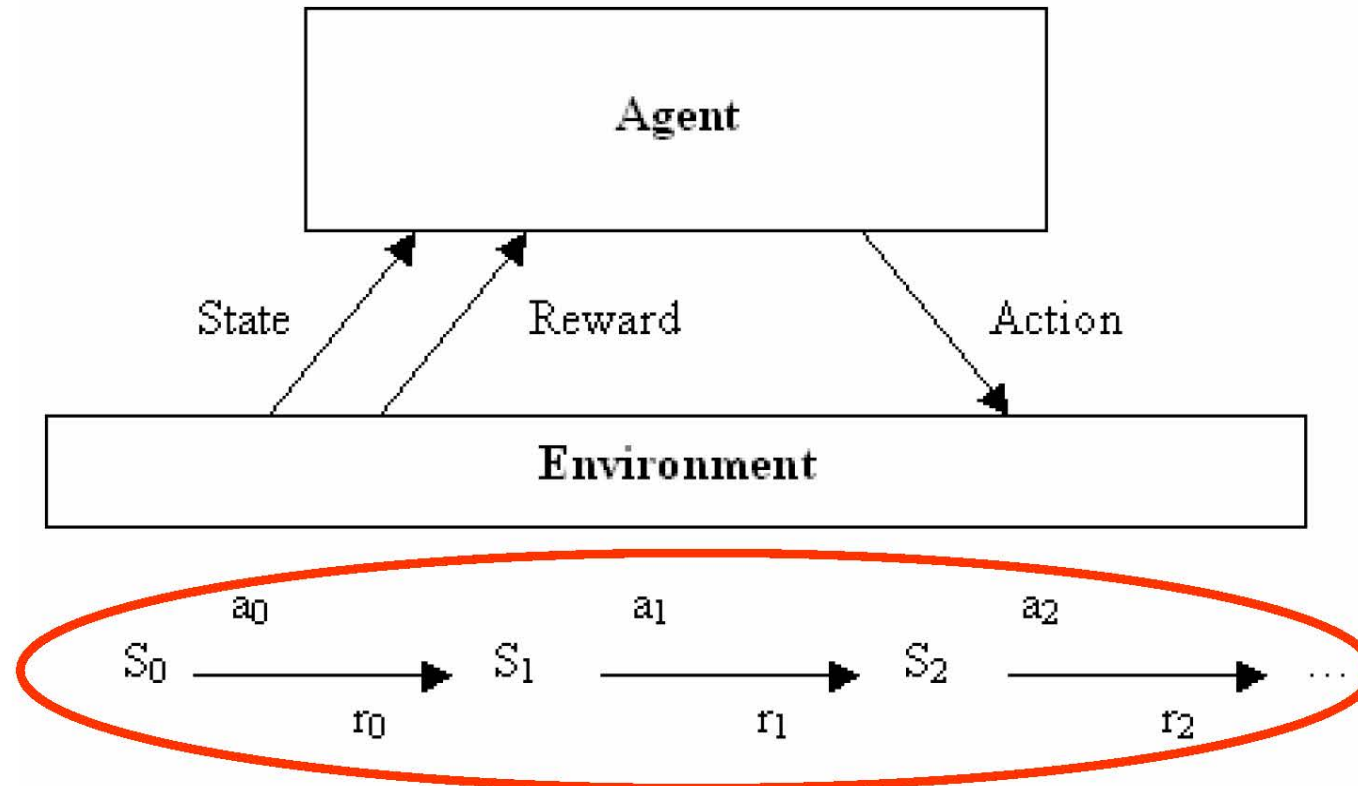 Agent
State Reward Action
Environment
a0 a1 a2
S0 S1 S2 ...
r0 r1 r2